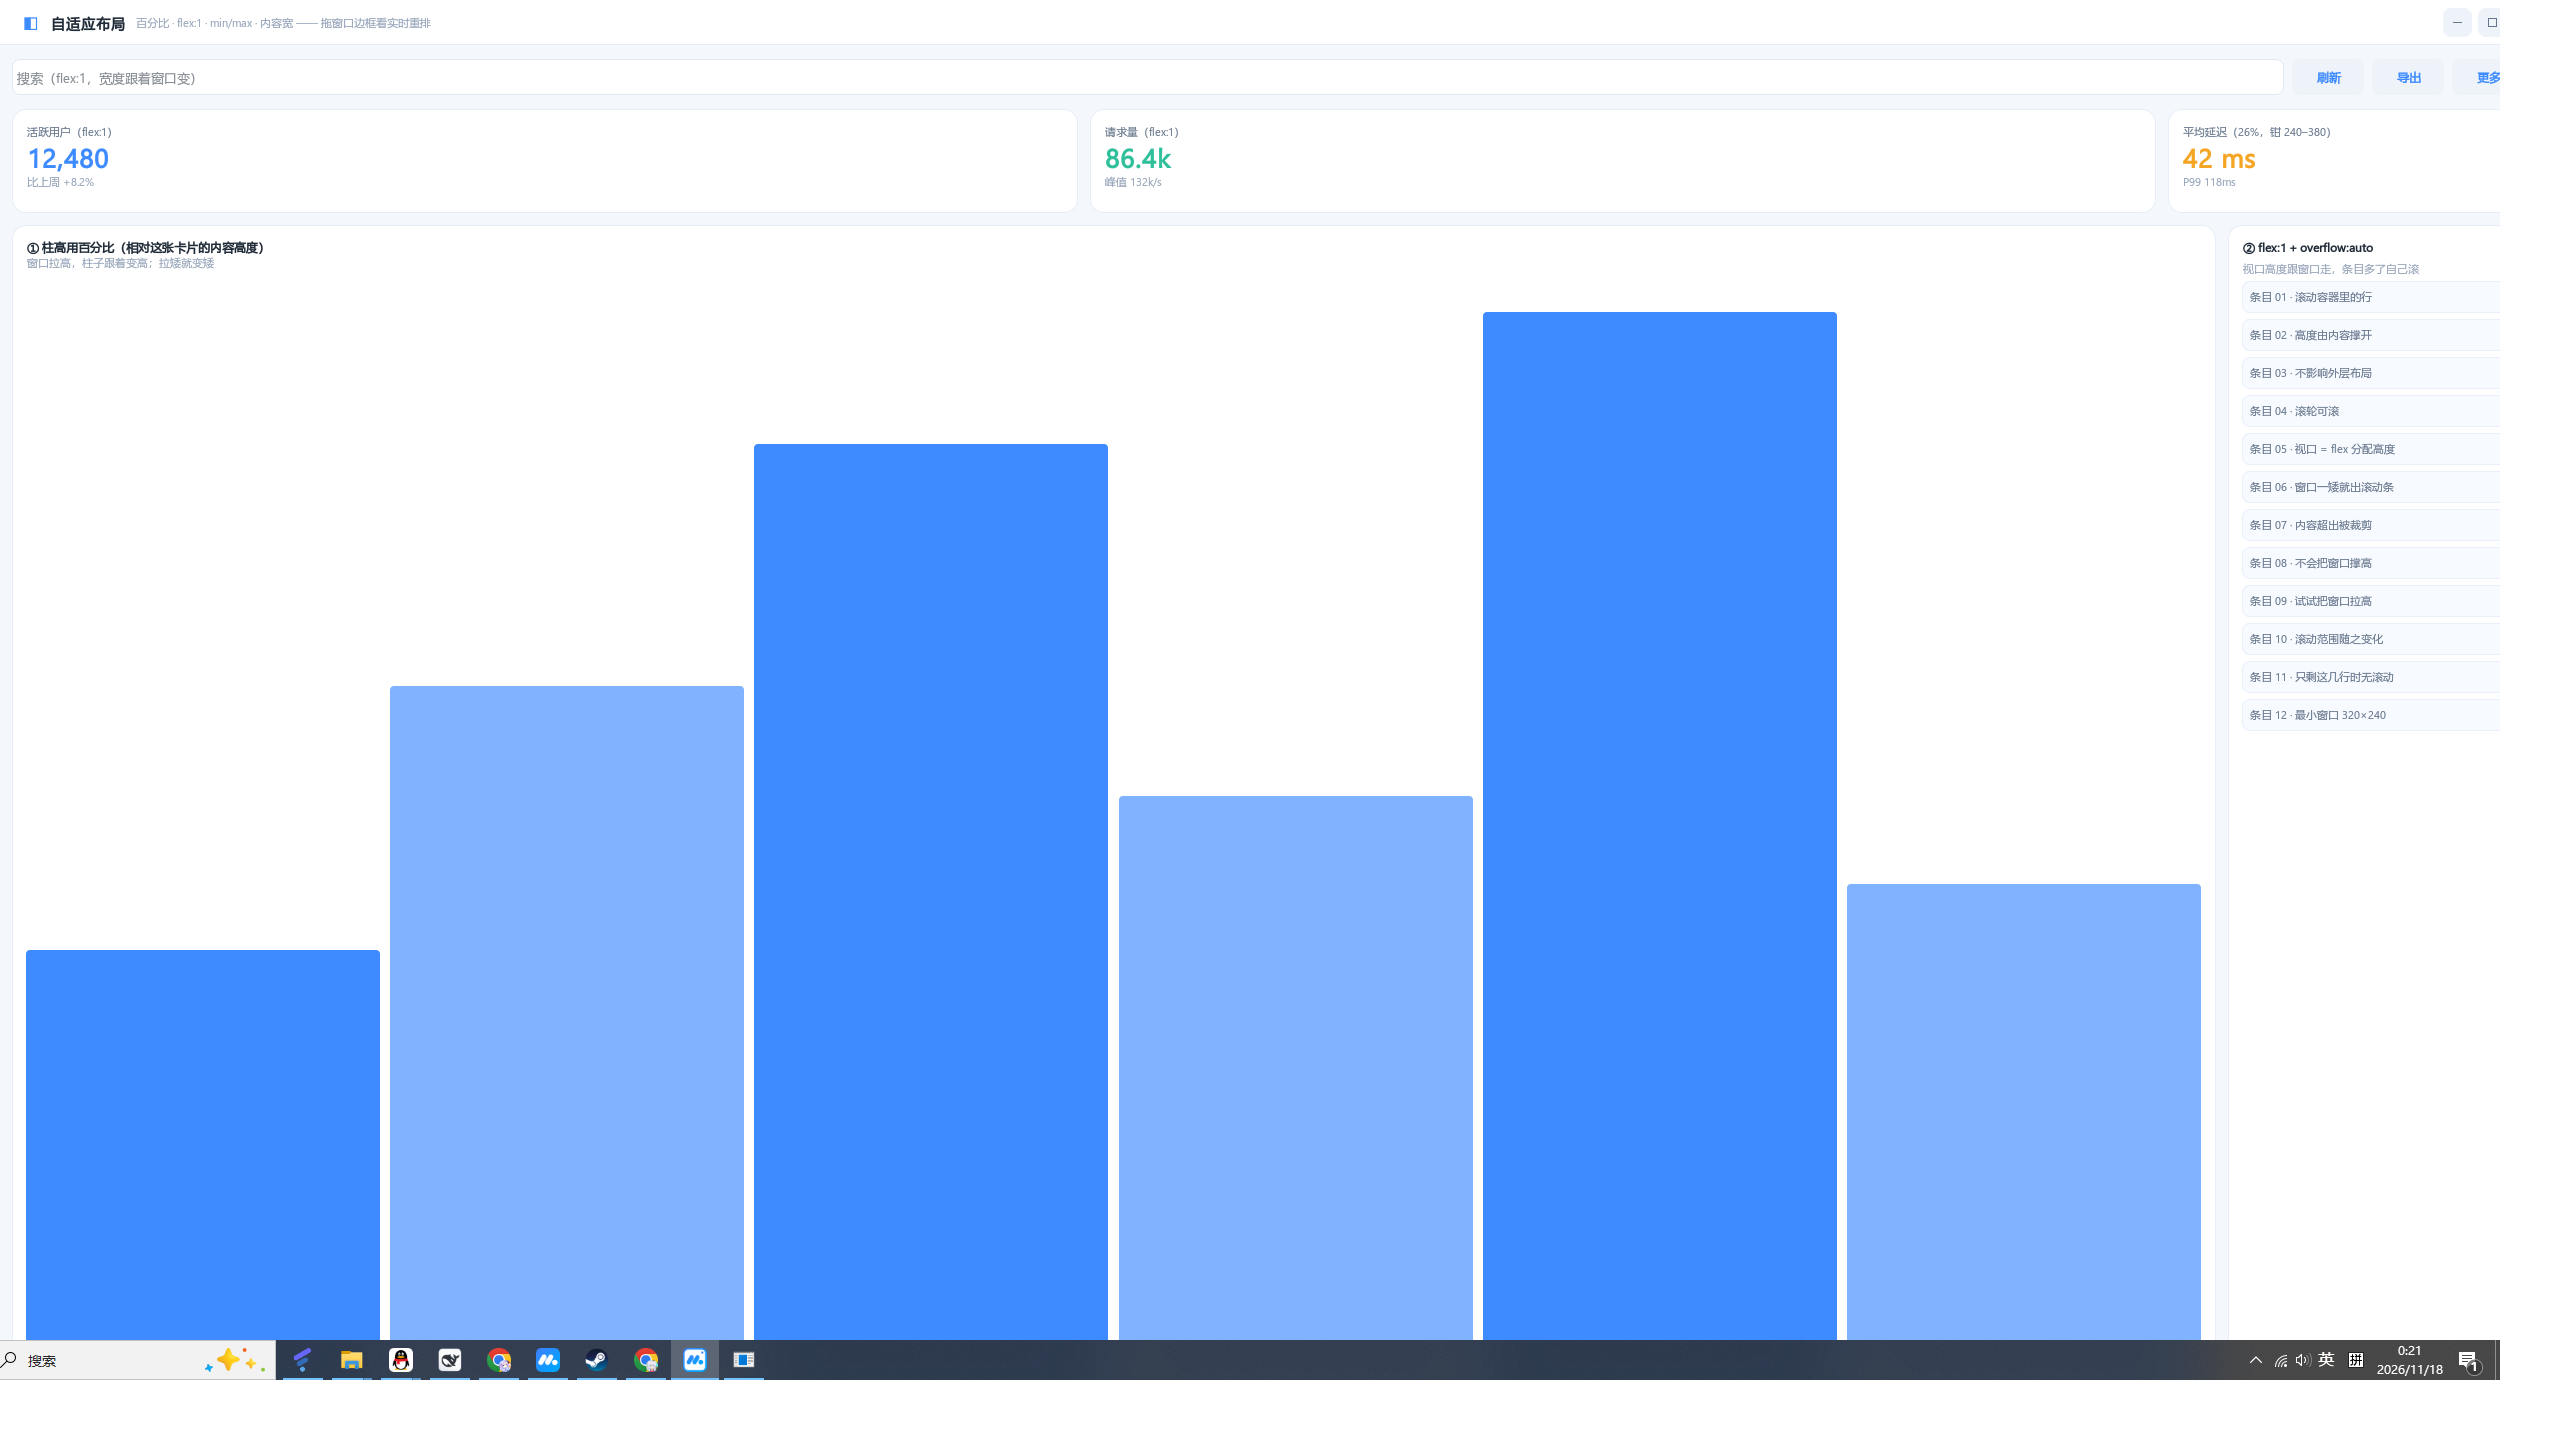 自适应布局 百分比 · flex:1 · min/max · 内容宽 —— 拖窗口边框看实时重排
搜索（flex:1，宽度跟着窗口变）
刷新 导出 更多
活跃用户（flex:1）
12,480
比上周 +8.2%
请求量（flex:1）
86.4k
峰值 132k/s
平均延迟（26%，钳 240–380）
42 ms
P99 118ms
① 柱高用百分比（相对这张卡片的内容高度）
窗口拉高，柱子跟着变高；拉矮就变矮
② flex:1 + overflow:auto
视口高度跟窗口走，条目多了自己滚
条目 01 · 滚动容器里的行
条目 02 · 高度由内容撑开
条目 03 · 不影响外层布局
条目 04 · 滚轮可滚
条目 05 · 视口 = flex 分配高度
条目 06 · 窗口一矮就出滚动条
条目 07 · 内容超出被裁剪
条目 08 · 不会把窗口撑高
条目 09 · 试试把窗口拉高
条目 10 · 滚动范围随之变化
条目 11 · 只剩这几行时无滚动
条目 12 · 最小窗口 320×240
搜索
英 拼
0:21
2026/11/18
1